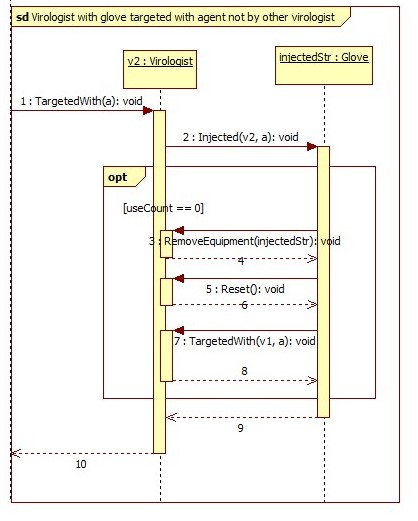 sd Virologist with glove targeted with agent not by other virologist
v2 : Virologist
injectedStr : Glove
1 : TargetedWith(a): void
2 : Injected(v2, a): void
opt
[useCount == 0]
3 : RemoveEquipment(injectedStr): void
4
5 : Reset(): void
6
7 : TargetedWith(v1, a): void
8
9
10